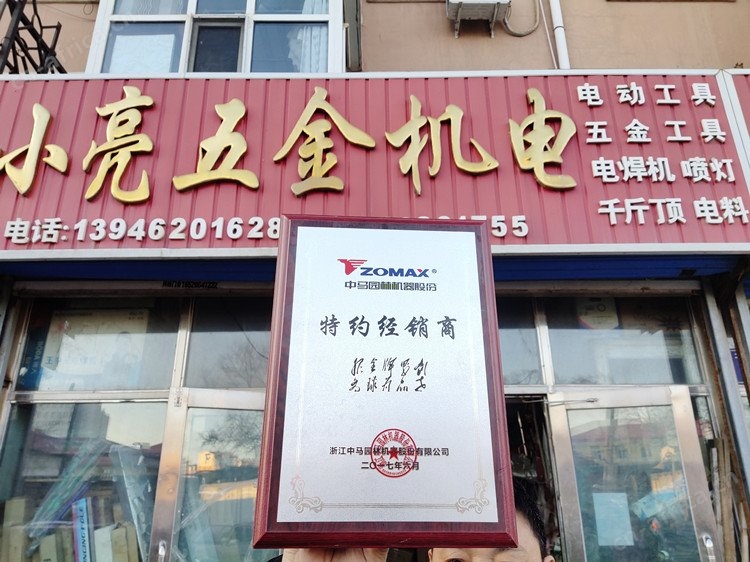 小亮五金机电
电动工具
五金工具
电焊机 喷灯
千斤顶 电料
电话:13946201628
1755
ZOMAX®
中马园林机器股份
特约经销商
浙江中马园林机器股份有限公司
二〇一七年六月